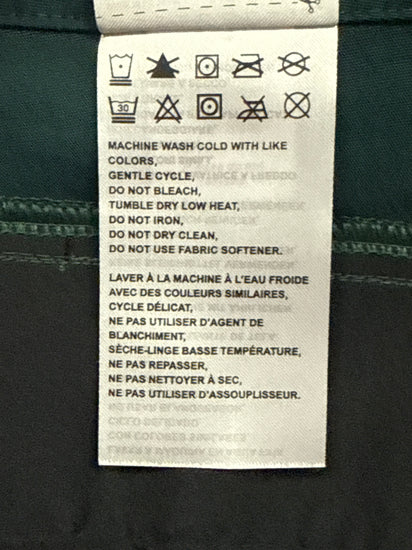 30
MACHINE WASH COLD WITH LIKE
COLORS,
GENTLE CYCLE,
DO NOT BLEACH,
TUMBLE DRY LOW HEAT,
DO NOT IRON,
DO NOT DRY CLEAN,
DO NOT USE FABRIC SOFTENER.
LAVER À LA MACHINE À L'EAU FROIDE
AVEC DES COULEURS SIMILAIRES,
CYCLE DÉLICAT,
NE PAS UTILISER D'AGENT DE
BLANCHIMENT,
SÈCHE-LINGE BASSE TEMPÉRATURE,
NE PAS REPASSER,
NE PAS NETTOYER À SEC,
NE PAS UTILISER D'ASSOUPLISSEUR.